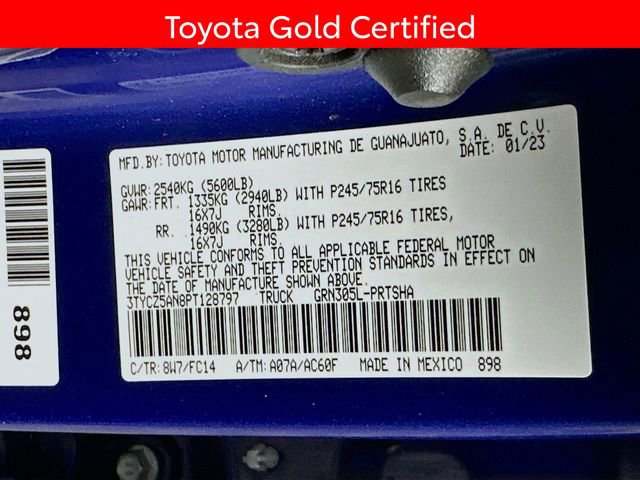 Toyota Gold Certified
MFD.BY: TOYOTA MOTOR MANUFACTURING DE GUANAJUATO, S.A. DE C.V.
DATE: 01/23
GVWR: 2540KG (5600LB)
GAWR: FRT. 1335KG (2940LB) WITH P245/75R16 TIRES
16X7J RIMS.
RR. 1490KG (3280LB) WITH P245/75R16 TIRES,
16X7J RIMS.
THIS VEHICLE CONFORMS TO ALL APPLICABLE FEDERAL MOTOR
VEHICLE SAFETY AND THEFT PREVENTION STANDARDS IN EFFECT ON
THE DATE OF MANUFACTURE SHOWN ABOVE.
3TYCZ5AN8PT128797 TRUCK GRN305L-PRTSHA
C/TR: 8W7/FC14 A/TM: A07A/AC60F MADE IN MEXICO 898
898